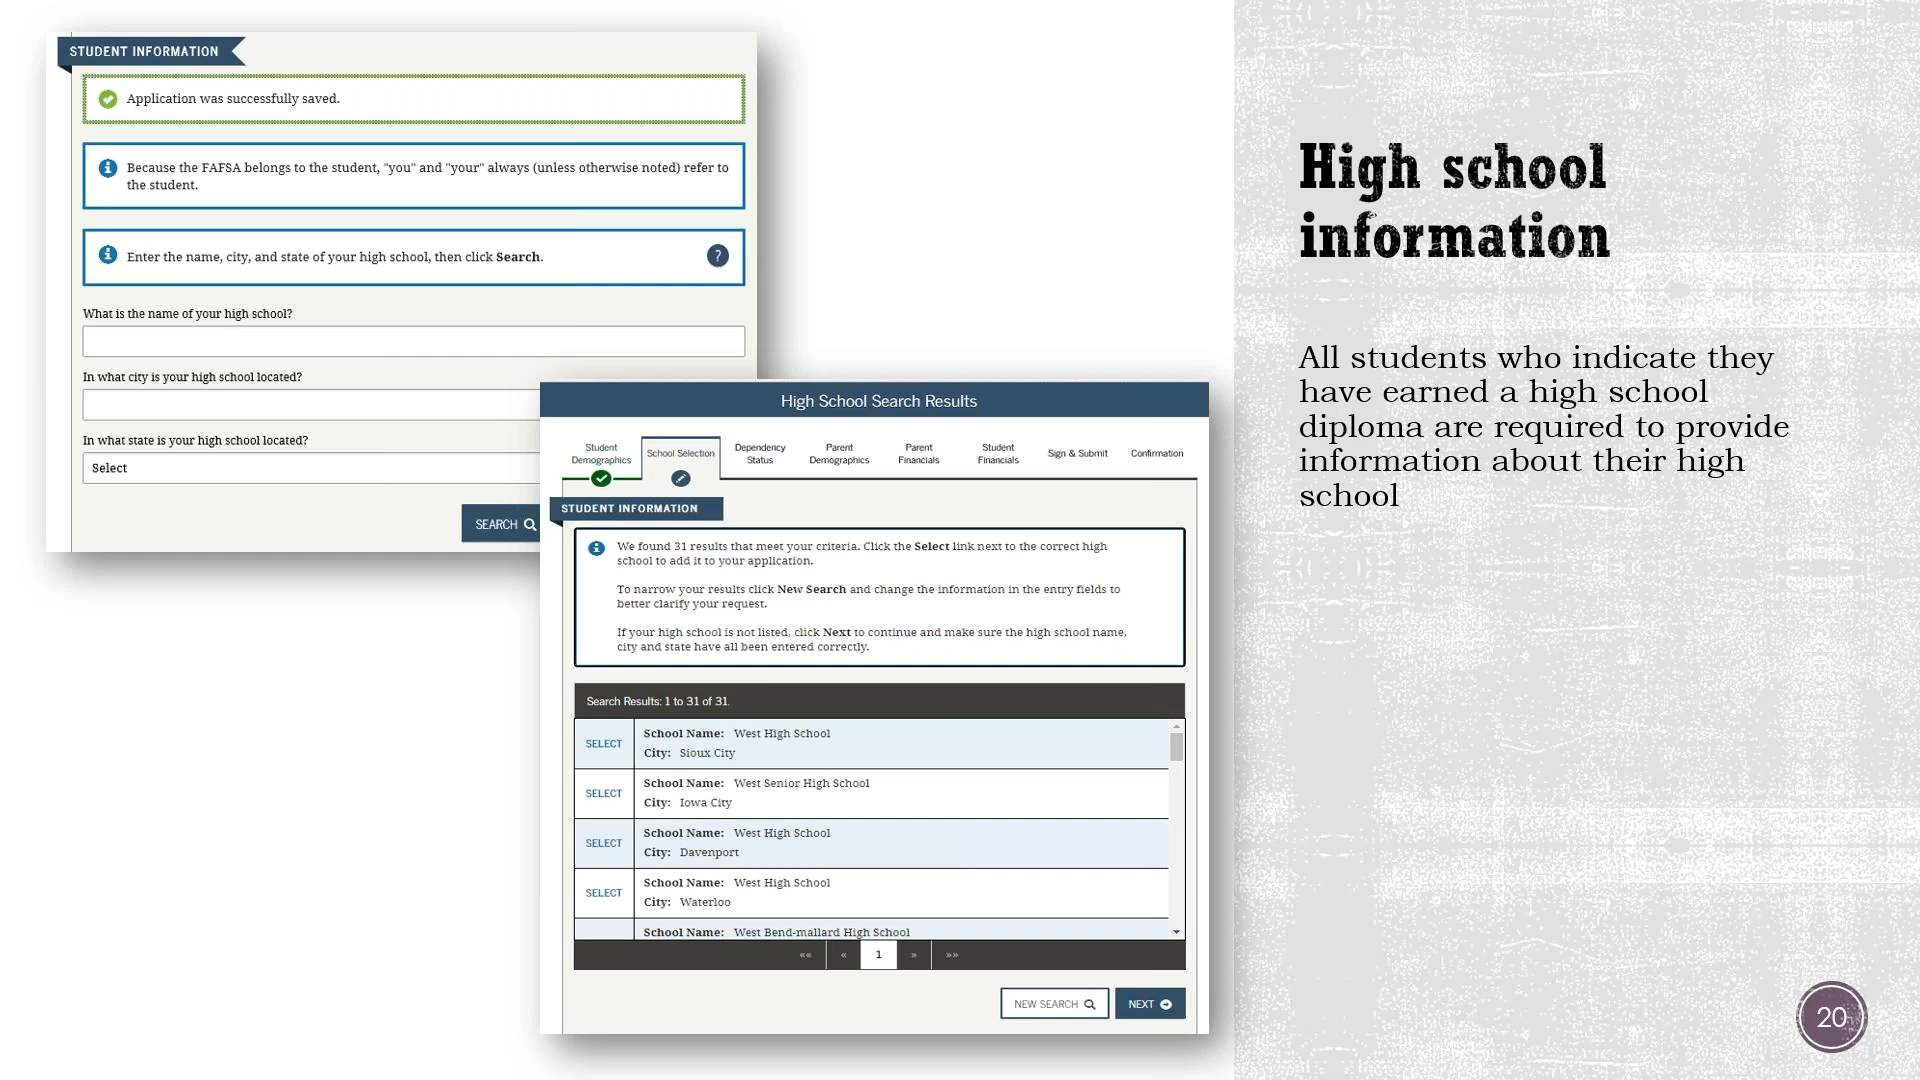 STUDENT INFORMATION
Application was successfully saved.
Because the FAFSA belongs to the student, "you" and "your" always (unless otherwise noted) refer to
the student.
Enter the name, city, and state of your high school, then click Search.
?
What is the name of your high school?
In what city is your high school located?
In what state is your high school located?
Select
SEARCH
High School Search Results
Student Demographics
School Selection
Dependency Status
Parent Demographics
Parent Financials
Student Financials
Sign & Submit
Confirmation
STUDENT INFORMATION
We found 31 results that meet your criteria. Click the Select link next to the correct high
school to add it to your application.
To narrow your results click New Search and change the information in the entry fields to
better clarify your request.
If your high school is not listed, click Next to continue and make sure the high school name,
city and state have all been entered correctly.
Search Results: 1 to 31 of 31.
SELECT
School Name: West High School
City: Sioux City
SELECT
School Name: West Senior High School
City: Iowa City
SELECT
School Name: West High School
City: Davenport
SELECT
School Name: West High School
City: Waterloo
School Name: West Bend-mallard High School
«« « 1 » »»
NEW SEARCH
NEXT
High school
information
All students who indicate they
have earned a high school
diploma are required to provide
information about their high
school
20